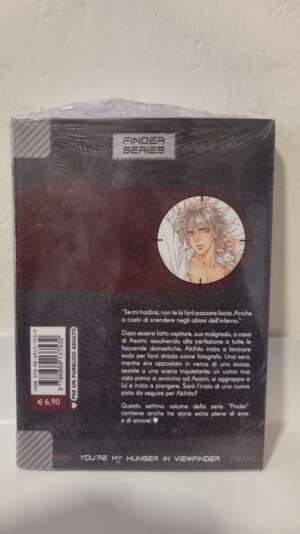 FINDER
SERIES
"Se mi tradirai, non te la farò passare liscia. Anche
a costo di scendere negli abissi dell'inferno."
Dopo essersi fatto ospitare, suo malgrado, a casa
di Asami, assolvendo alla perfezione a tutte le
faccende domestiche, Akihito inizia a lavorare
sodo per farsi strada come fotografo. Una sera,
mentre era appostato in cerca di uno scoop,
assiste a una scena inquietante: un uomo mai
visto prima si avvicina ad Asami, si aggrappa a
lui e inizia a piangere. Sarà l'inizio di una nuova
pista da seguire per Akihito?
Questo settimo volume della serie "Finder"
contiene anche tre storie extra piene di eros
e di amore!
PER UN PUBBLICO ADULTO
€ 6,90
YOU'RE MY HUNGER IN VIEWFINDER